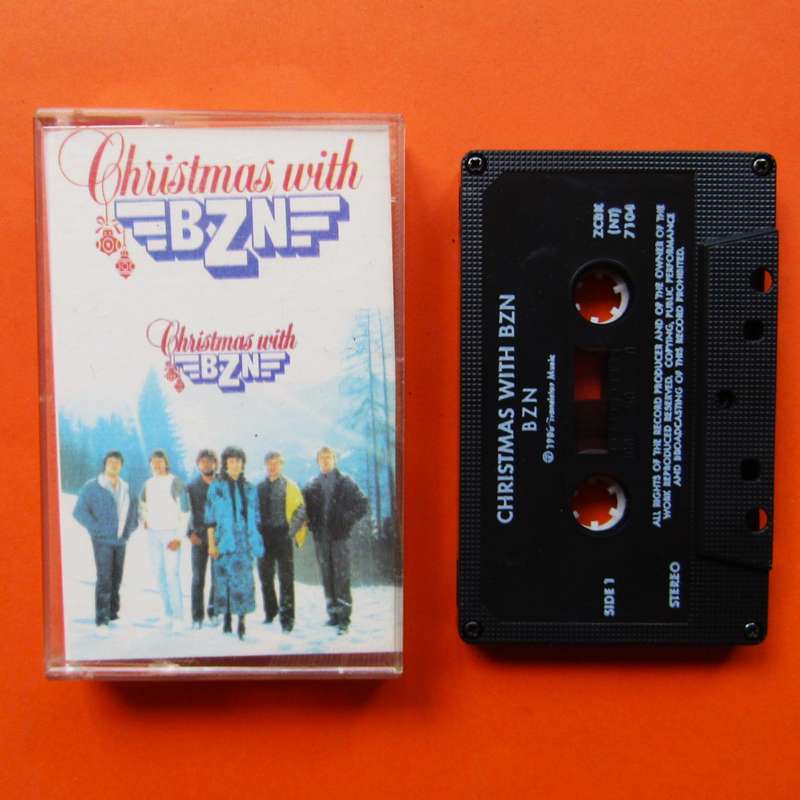 Christmas with
BZN
Christmas with
BZN
ZCBK
(NT)
7104
CHRISTMAS WITH BZN
BZN
℗ Translator Music
ALL RIGHTS OF THE RECORD PRODUCER AND OF THE OWNER OF THE
WORK REPRODUCED RESERVED. COPYING, PUBLIC PERFORMANCE
AND BROADCASTING OF THIS RECORD PROHIBITED.
SIDE 1
STEREO